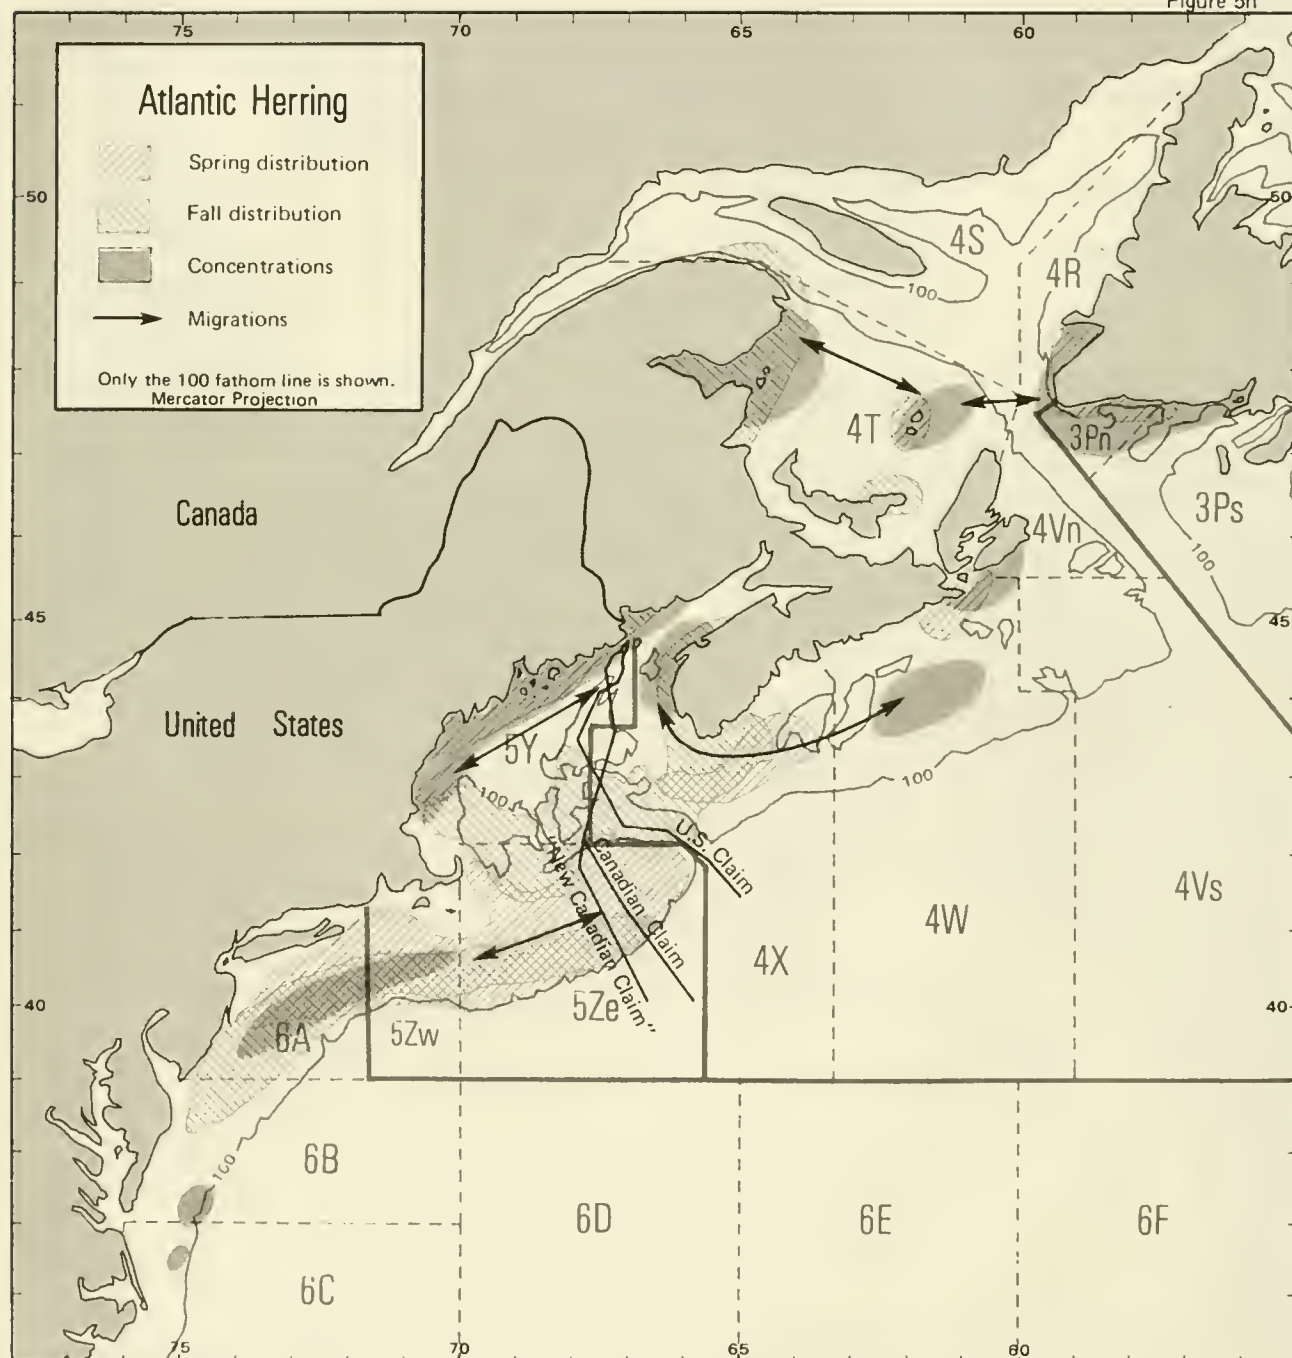 Figure 5h
75
70
65
60
Atlantic Herring
Spring distribution
Fall distribution
Concentrations
Migrations
Only the 100 fathom line is shown.
Mercator Projection
50
50
4S
4R
100
4T
3Pn
3Ps
100
4Vn
Canada
45
45
United States
5Y
100
100
U.S. Claim
Canadian Claim
"New Canadian Claim"
4X
4W
4Vs
40
40
6A
5Zw
5Ze
100
6B
6C
6D
6E
6F
75
70
65
60